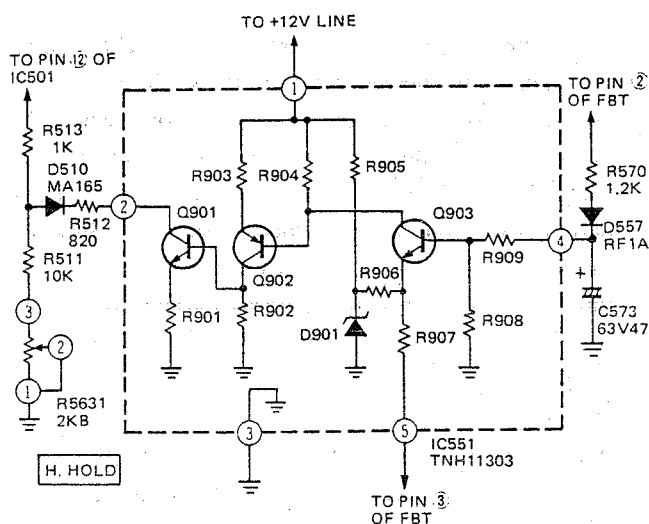 TO +12V LINE
TO PIN ⑫ OF
IC501
TO PIN ②
OF FBT
1
R513
1K
D510
MA165
R903
R904
R905
R570
1.2K
2
Q901
Q903
D557
RF1A
R512
820
4
R511
10K
Q902
R909
R906
+
3
R901
R902
D901
R907
R908
C573
63V47
2
1
R5631
2KB
3
5
IC551
TNH11303
H. HOLD
TO PIN ③
OF FBT